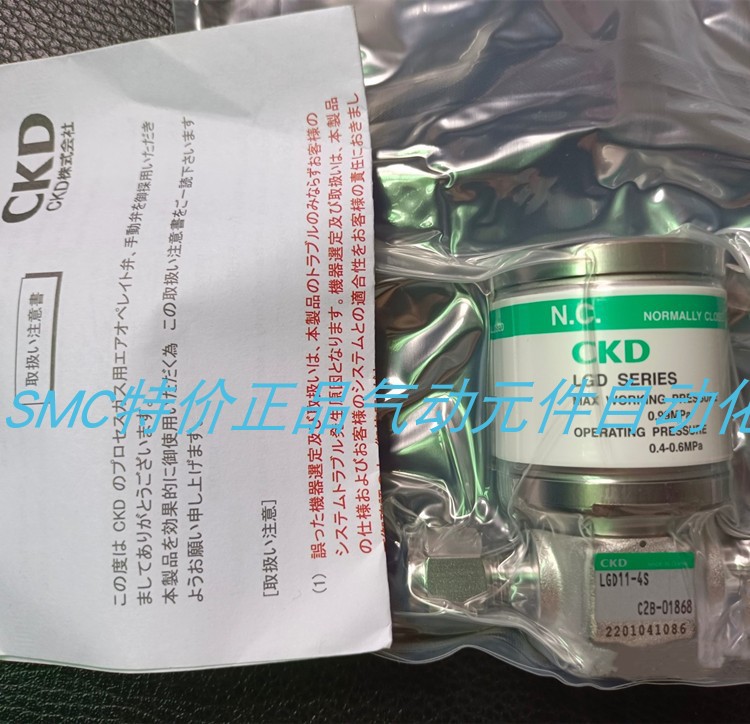 CKD
CKD株式会社
取扱い注意書
この度は CKD のプロセスガス用エアオペレイト弁、手動弁を御採用いただき
ましてありがとうございます。
本製品を効果的に御使用いただく為 この取扱い注意書をご一読下さいます
ようお願い申し上げます。
[取扱い注意]
(1) 誤った機器選定及び取扱いは、本製品のトラブルのみならずお客様の
システムトラブル発生の原因となります。機器選定及び取扱いは、本製品
の仕様およびお客様のシステムとの適合性をお客様の責任におきまし
N.C.
NORMALLY CLOSE
CKD
LGD SERIES
MAX WORKING PRESSURE
0.99MPa
OPERATING PRESSURE
0.4-0.6MPa
CKD
LGD11-4S
C2B-01868
2201041086
SMC特价正品气动元件自动化